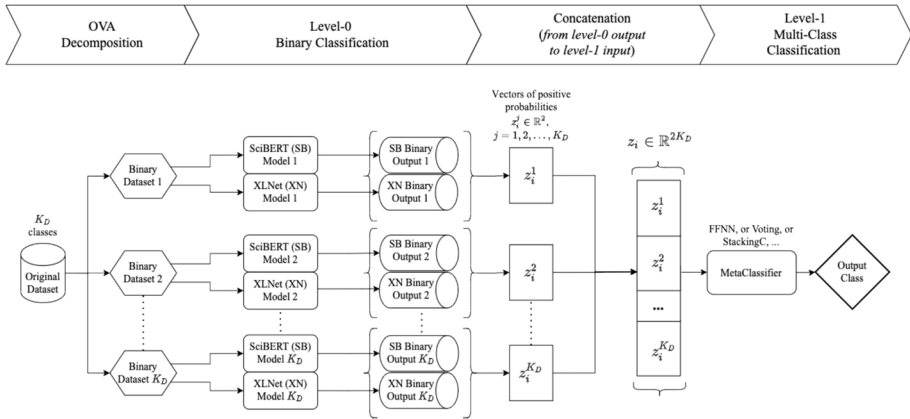 OVA
Decomposition
Level-0
Binary Classification
Concatenation
(from level-0 output
to level-1 input)
Level-1
Multi-Class
Classification
Vectors of positive
probabilities
$z_i^j \in \mathbb{R}^2$,
$j = 1, 2, \ldots, K_D$
$z_i \in \mathbb{R}^{2K_D}$
$K_D$
classes
Original
Dataset
Binary
Dataset 1
SciBERT (SB)
Model 1
XLNet (XN)
Model 1
SB Binary
Output 1
XN Binary
Output 1
$z_i^1$
Binary
Dataset 2
SciBERT (SB)
Model 2
XLNet (XN)
Model 2
SB Binary
Output 2
XN Binary
Output 2
$z_i^2$
Binary
Dataset $K_D$
SciBERT (SB)
Model $K_D$
XLNet (XN)
Model $K_D$
SB Binary
Output $K_D$
XN Binary
Output $K_D$
$z_i^{K_D}$
$z_i^1$
$z_i^2$
...
$z_i^{K_D}$
FFNN, or Voting, or
StackingC, ...
MetaClassifier
Output
Class